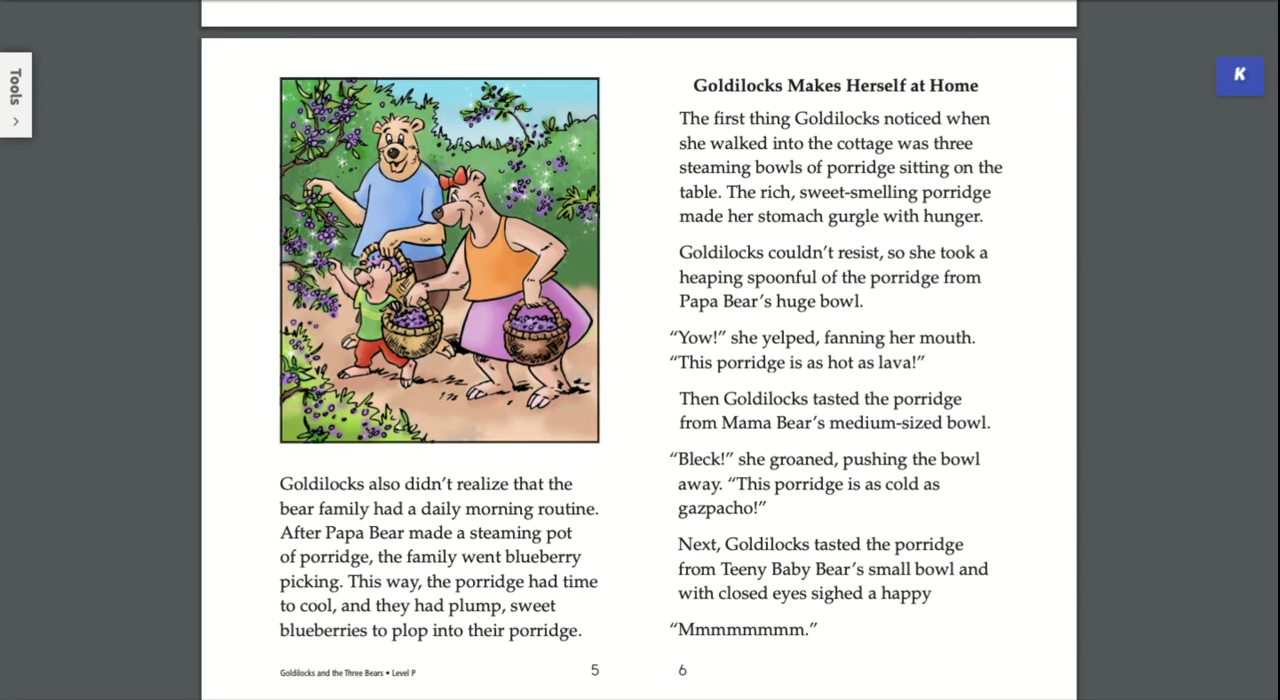 Tools
K
Goldilocks also didn’t realize that the
bear family had a daily morning routine.
After Papa Bear made a steaming pot
of porridge, the family went blueberry
picking. This way, the porridge had time
to cool, and they had plump, sweet
blueberries to plop into their porridge.
Goldilocks and the Three Bears • Level P
5
Goldilocks Makes Herself at Home
The first thing Goldilocks noticed when
she walked into the cottage was three
steaming bowls of porridge sitting on the
table. The rich, sweet-smelling porridge
made her stomach gurgle with hunger.
Goldilocks couldn’t resist, so she took a
heaping spoonful of the porridge from
Papa Bear’s huge bowl.
“Yow!” she yelped, fanning her mouth.
“This porridge is as hot as lava!”
Then Goldilocks tasted the porridge
from Mama Bear’s medium-sized bowl.
“Bleck!” she groaned, pushing the bowl
away. “This porridge is as cold as
gazpacho!”
Next, Goldilocks tasted the porridge
from Teeny Baby Bear’s small bowl and
with closed eyes sighed a happy
“Mmmmmmmm.”
6